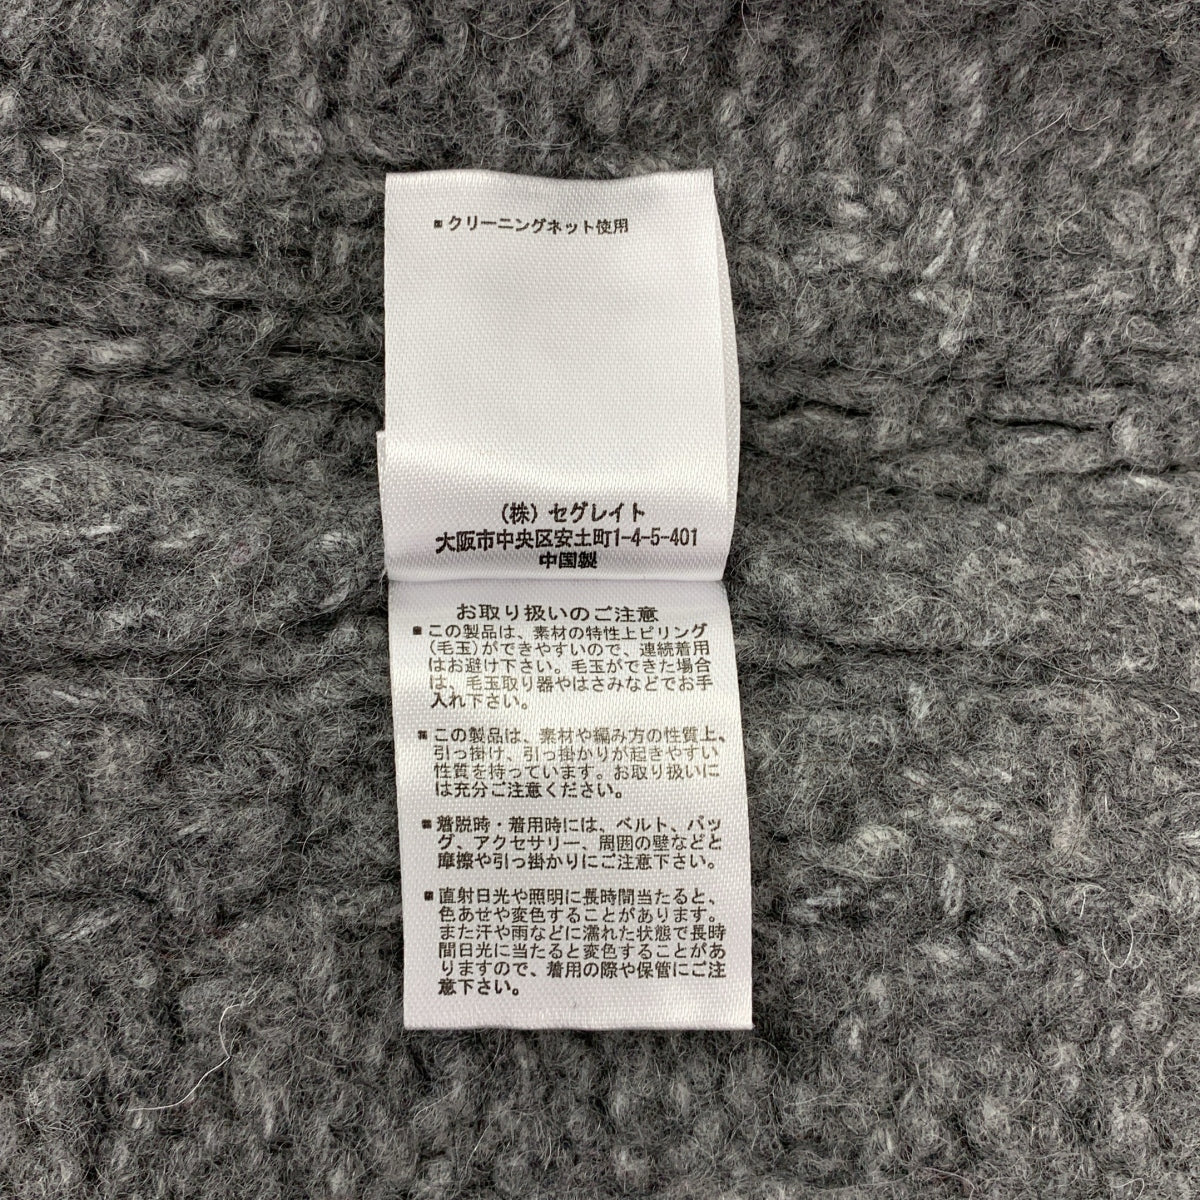 ▪クリーニングネット使用
(株) セグレイト
大阪市中央区安土町1-4-5-401
中国製
お取り扱いのご注意
▪この製品は、素材の特性上ピリング
(毛玉)ができやすいので、連続着用
はお避け下さい。毛玉ができた場合
は、毛玉取り器やはさみなどでお手
入れ下さい。
▪この製品は、素材や編み方の性質上、
引っ掛け、引っ掛かりが起きやすい
性質を持っています。お取り扱いに
は充分ご注意ください。
▪着脱時・着用時には、ベルト、バッ
グ、アクセサリー、周囲の壁などと
摩擦や引っ掛かりにご注意下さい。
▪直射日光や照明に長時間当たると、
色あせや変色することがあります。
また汗や雨などに濡れた状態で長時
間日光に当たると変色することがあ
りますので、着用の際や保管にご注
意下さい。